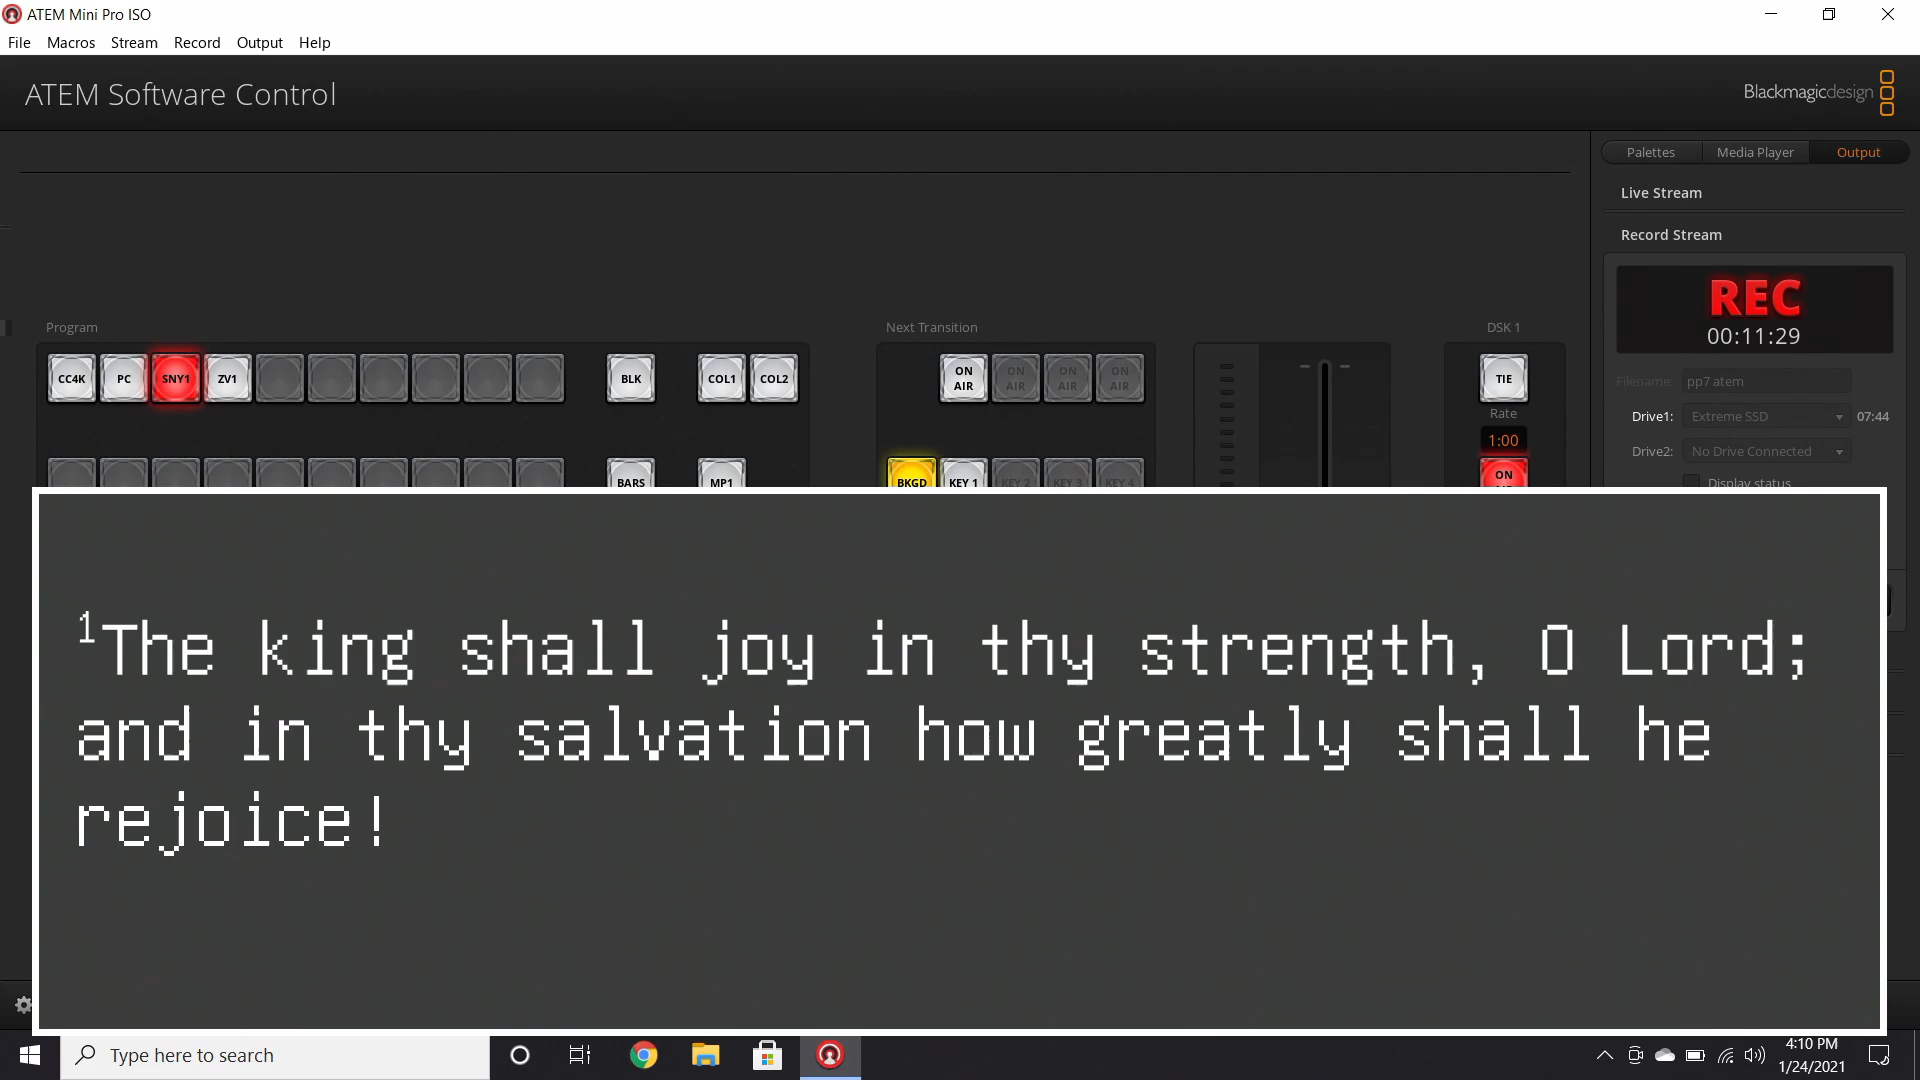 ATEM Mini Pro ISO
File Macros Stream Record Output Help
ATEM Software Control
Blackmagicdesign
Palettes Media Player Output
Live Stream
Record Stream
REC
00:11:29
Program
Next Transition
DSK 1
CC4K PC SNY1 ZV1 BLK COL1 COL2
ON AIR ON AIR ON AIR ON AIR
TIE
Rate
1:00
Filename: pp7 atem
Drive1: Extreme SSD 07:44
Drive2: No Drive Connected
BARS MP1
BKGD KEY 1 KEY 2 KEY 3 KEY 4
ON
Display status
1The king shall joy in thy strength, O Lord;
and in thy salvation how greatly shall he
rejoice!
Type here to search
4:10 PM
1/24/2021